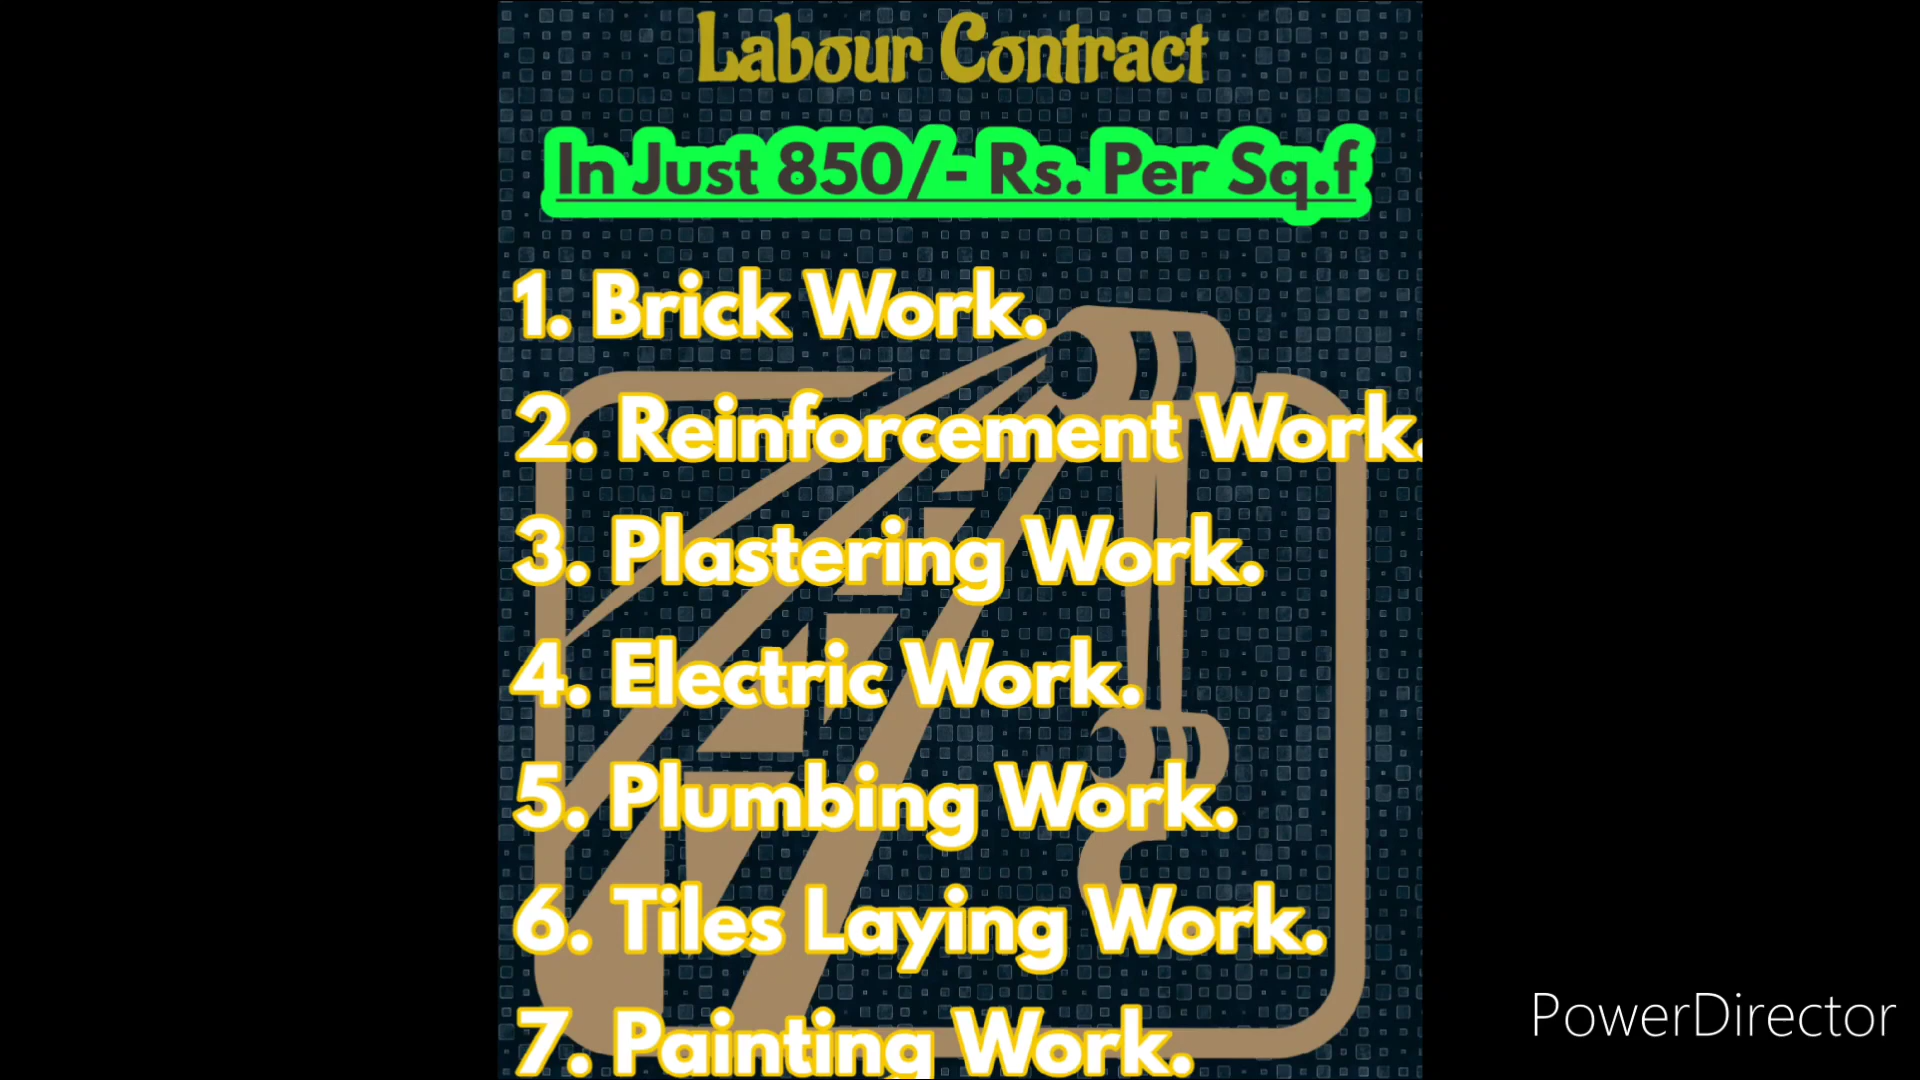 Labour Contract
In Just 850/- Rs. Per Sq.f
1. Brick Work.
2. Reinforcement Work.
3. Plastering Work.
4. Electric Work.
5. Plumbing Work.
6. Tiles Laying Work.
7. Painting Work.
PowerDirector